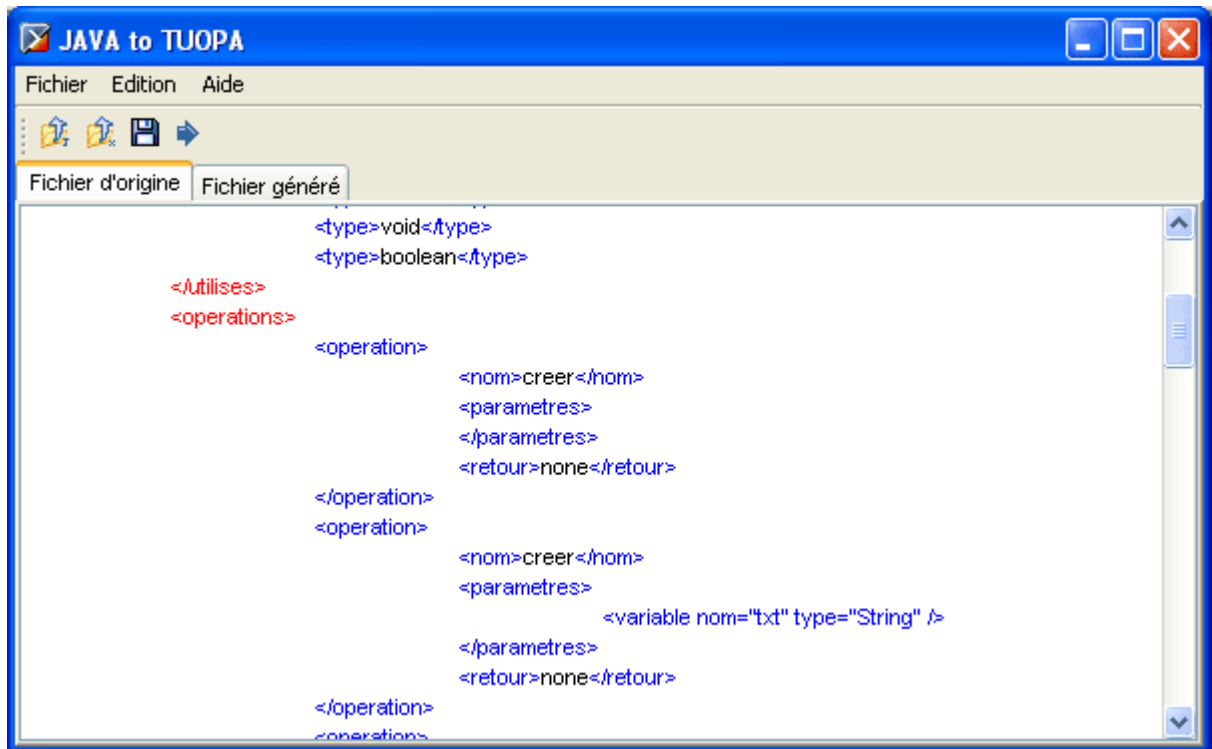 JAVA to TUOPA
Fichier Edition Aide
Fichier d'origine Fichier généré
<type>void</type>
<type>boolean</type>
</utilises>
<operations>
<operation>
<nom>creer</nom>
<parametres>
</parametres>
<retour>none</retour>
</operation>
<operation>
<nom>creer</nom>
<parametres>
<variable nom="txt" type="String" />
</parametres>
<retour>none</retour>
</operation>
<operation>